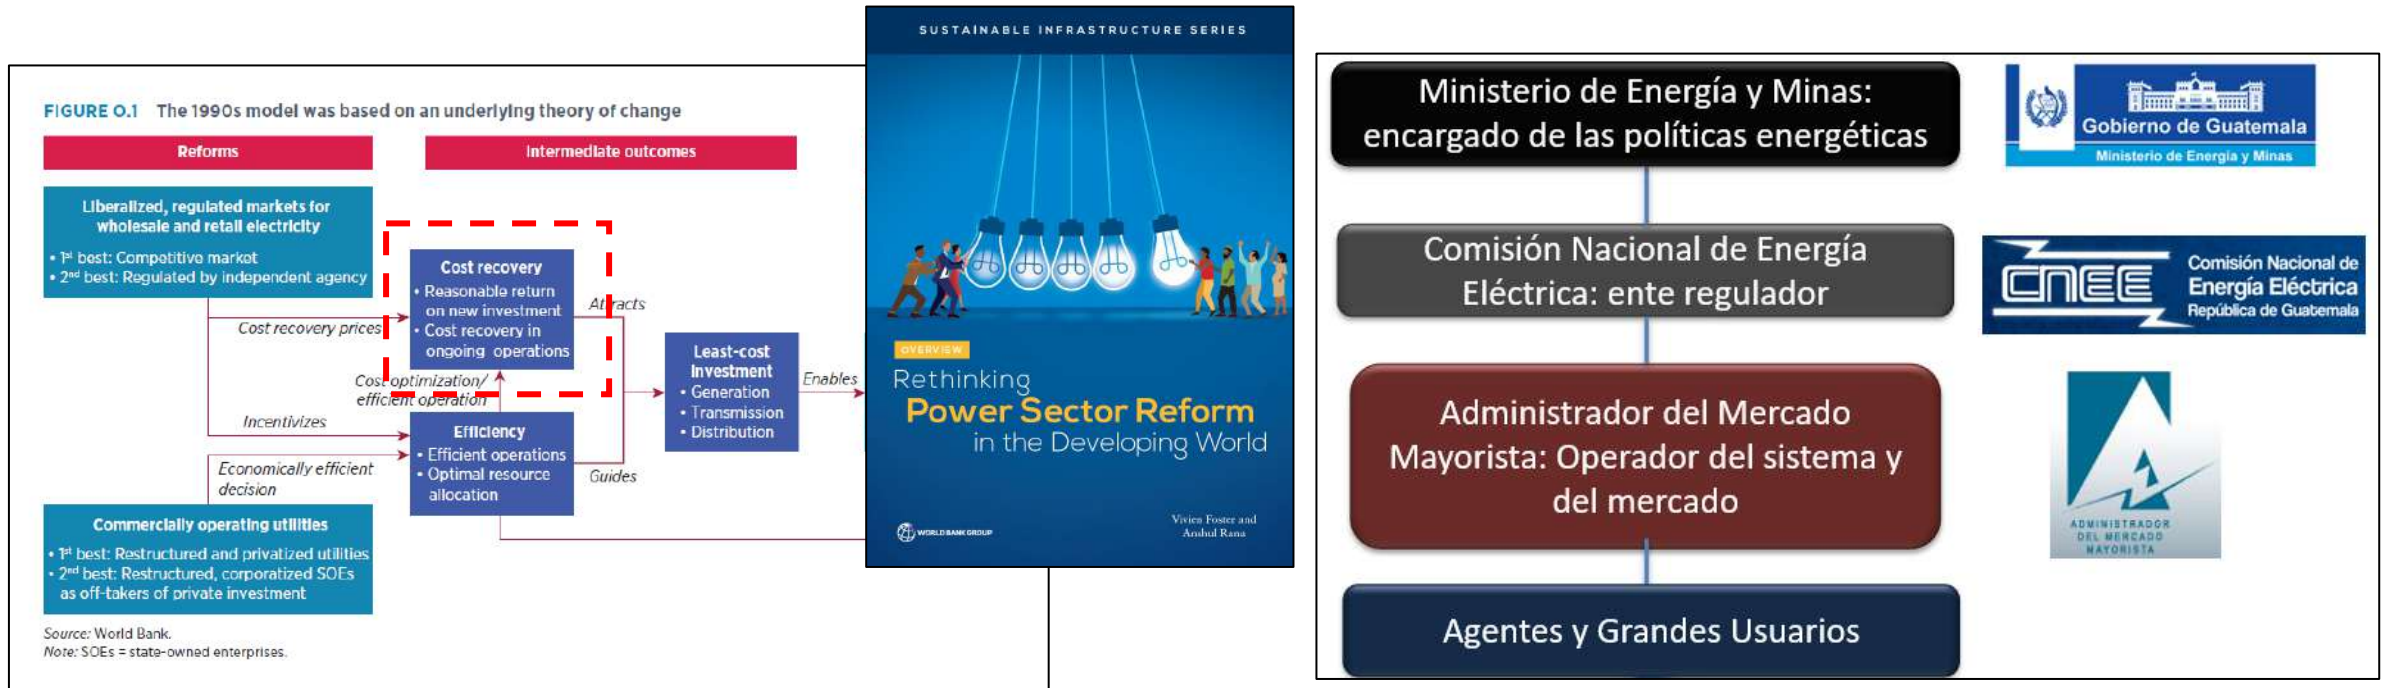 FIGURE O.1 The 1990s model was based on an underlying theory of change
Reforms
Intermediate outcomes
Liberalized, regulated markets for
wholesale and retail electricity
• 1st best: Competitive market
• 2nd best: Regulated by independent agency
Cost recovery prices
Cost recovery
• Reasonable return
on new investment
• Cost recovery in
ongoing operations
Attracts
Cost optimization/
efficient operation
Incentivizes
Least-cost
Investment
• Generation
• Transmission
• Distribution
Enables
Efficiency
• Efficient operations
• Optimal resource
allocation
Guides
Economically efficient
decision
Commercially operating utilities
• 1st best: Restructured and privatized utilities
• 2nd best: Restructured, corporatized SOEs
as off-takers of private investment
Source: World Bank.
Note: SOEs = state-owned enterprises.
SUSTAINABLE INFRASTRUCTURE SERIES
OVERVIEW
Rethinking
Power Sector Reform
in the Developing World
WORLD BANK GROUP
Vivien Foster and
Anshul Rana
Ministerio de Energía y Minas:
encargado de las políticas energéticas
Gobierno de Guatemala
Ministerio de Energía y Minas
Comisión Nacional de Energía
Eléctrica: ente regulador
CNEE
Comisión Nacional de
Energía Eléctrica
República de Guatemala
Administrador del Mercado
Mayorista: Operador del sistema y
del mercado
ADMINISTRADOR
DEL MERCADO
MAYORISTA
Agentes y Grandes Usuarios